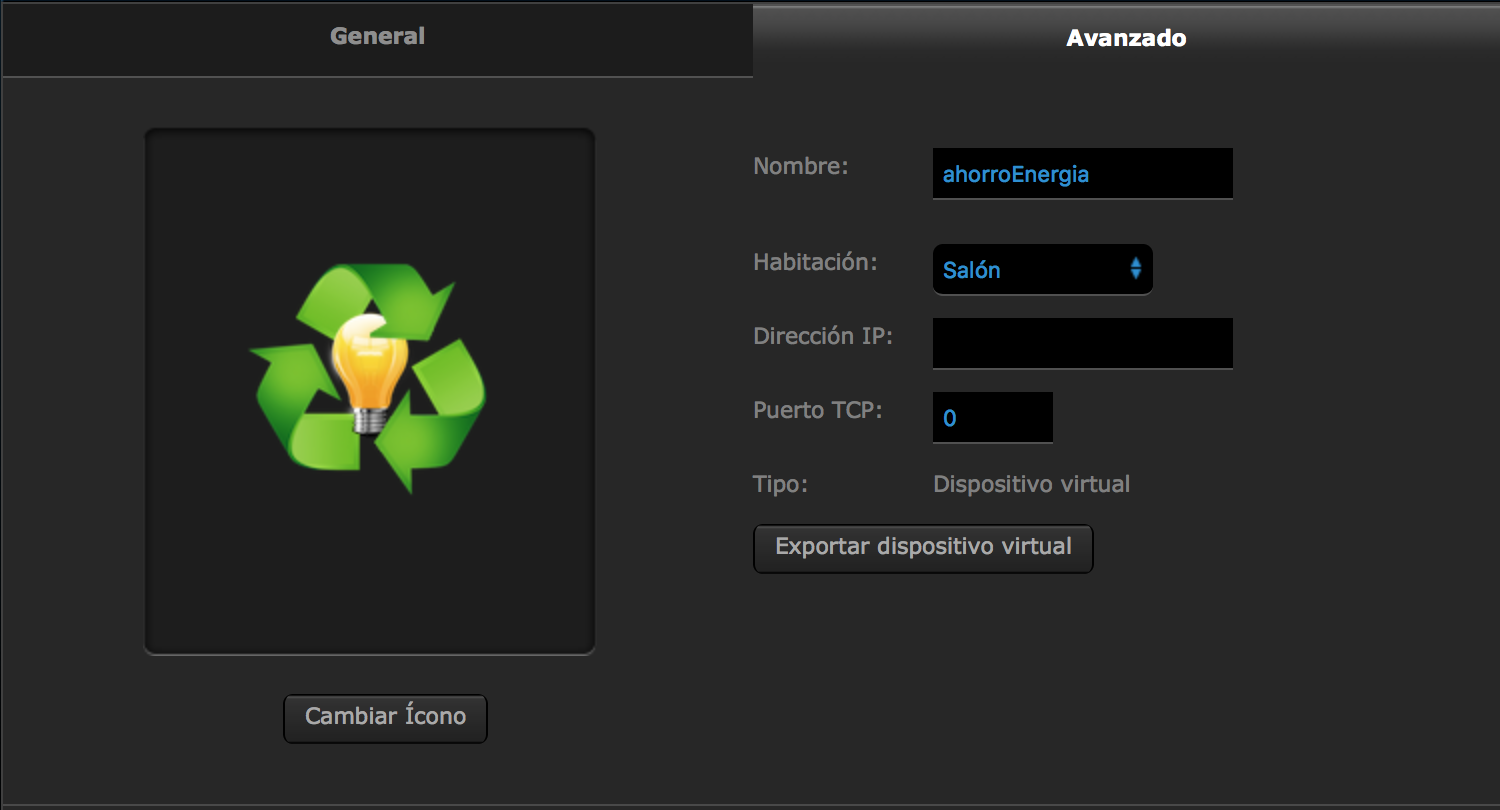 General
Avanzado
Nombre:
ahorroEnergia
Habitación:
Salón
Dirección IP:
Puerto TCP:
0
Tipo:
Dispositivo virtual
Exportar dispositivo virtual
Cambiar Ícono